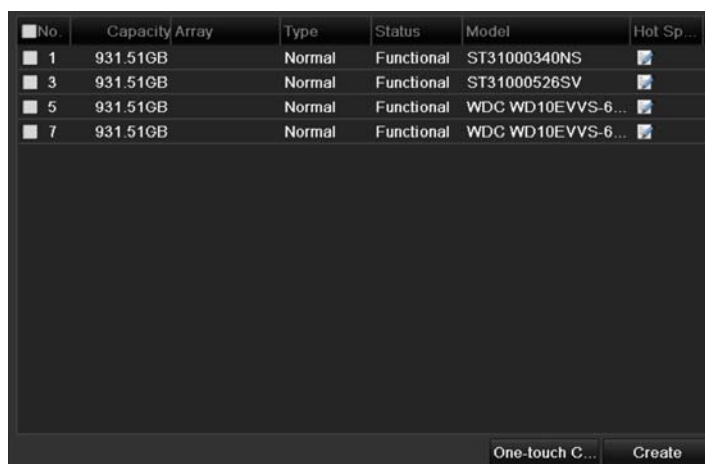 No. Capacity Array Type Status Model Hot Sp...
1 931.51GB Normal Functional ST31000340NS
3 931.51GB Normal Functional ST31000526SV
5 931.51GB Normal Functional WDC WD10EVVS-6...
7 931.51GB Normal Functional WDC WD10EVVS-6...
One-touch C... Create